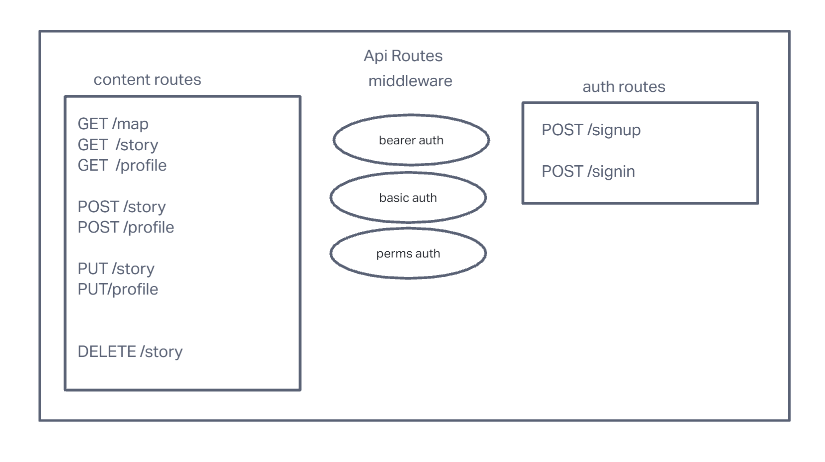 Api Routes
content routes
GET /map
GET /story
GET /profile
POST /story
POST /profile
PUT /story
PUT/profile
DELETE /story
middleware
bearer auth
basic auth
perms auth
auth routes
POST /signup
POST /signin